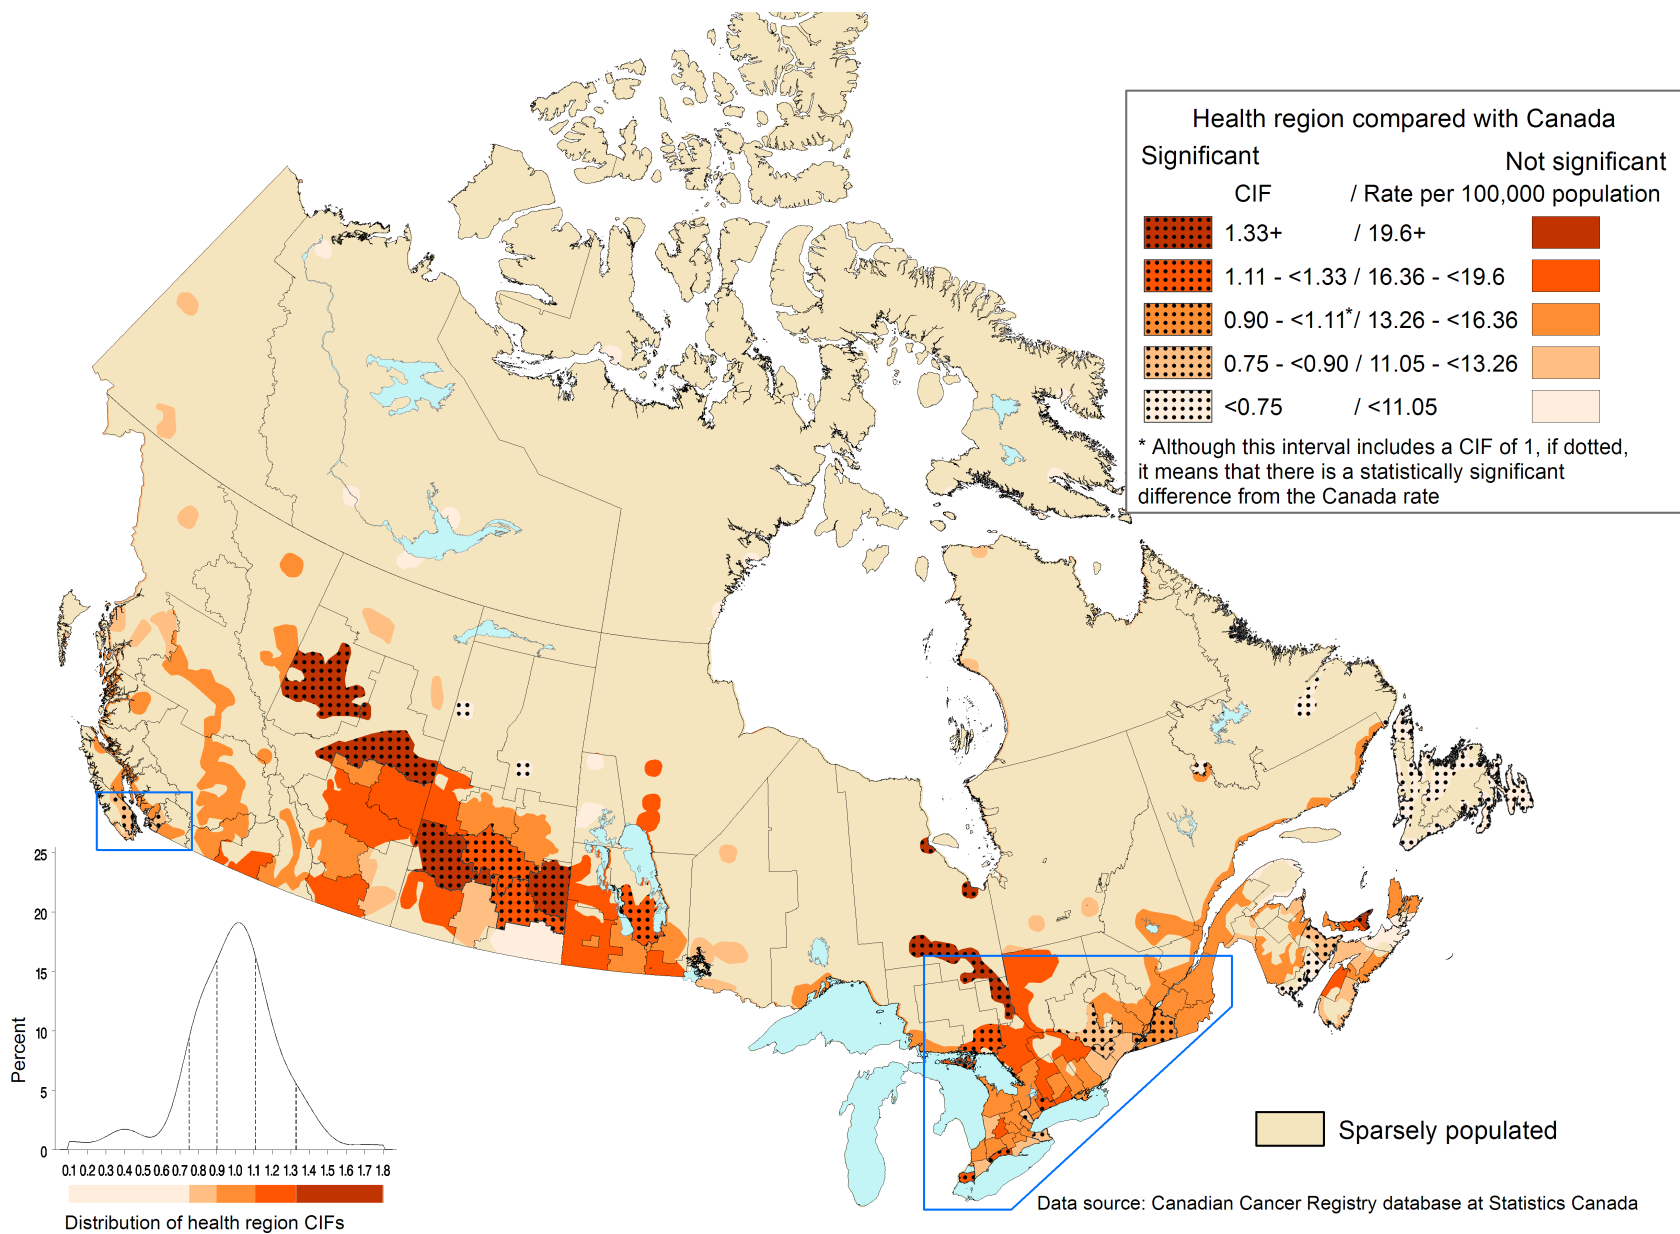 Health region compared with Canada
Significant
Not significant
CIF / Rate per 100,000 population
1.33+ / 19.6+
1.11 - <1.33 / 16.36 - <19.6
0.90 - <1.11* / 13.26 - <16.36
0.75 - <0.90 / 11.05 - <13.26
<0.75 / <11.05
* Although this interval includes a CIF of 1, if dotted,
it means that there is a statistically significant
difference from the Canada rate
25
20
15
10
5
0
Percent
0.1 0.2 0.3 0.4 0.5 0.6 0.7 0.8 0.9 1.0 1.1 1.2 1.3 1.4 1.5 1.6 1.7 1.8
Distribution of health region CIFs
Sparsely populated
Data source: Canadian Cancer Registry database at Statistics Canada